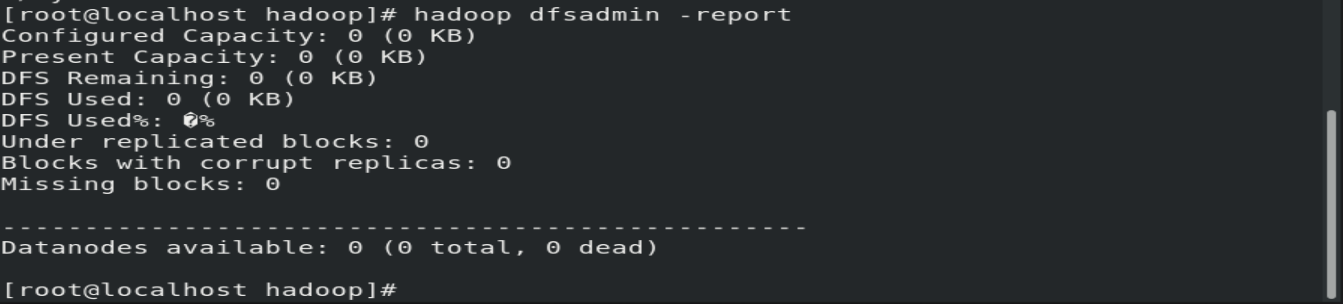 [root@localhost hadoop]# hadoop dfsadmin -report
Configured Capacity: 0 (0 KB)
Present Capacity: 0 (0 KB)
DFS Remaining: 0 (0 KB)
DFS Used: 0 (0 KB)
DFS Used%: �%
Under replicated blocks: 0
Blocks with corrupt replicas: 0
Missing blocks: 0
-------------------------------------------------
Datanodes available: 0 (0 total, 0 dead)
[root@localhost hadoop]#